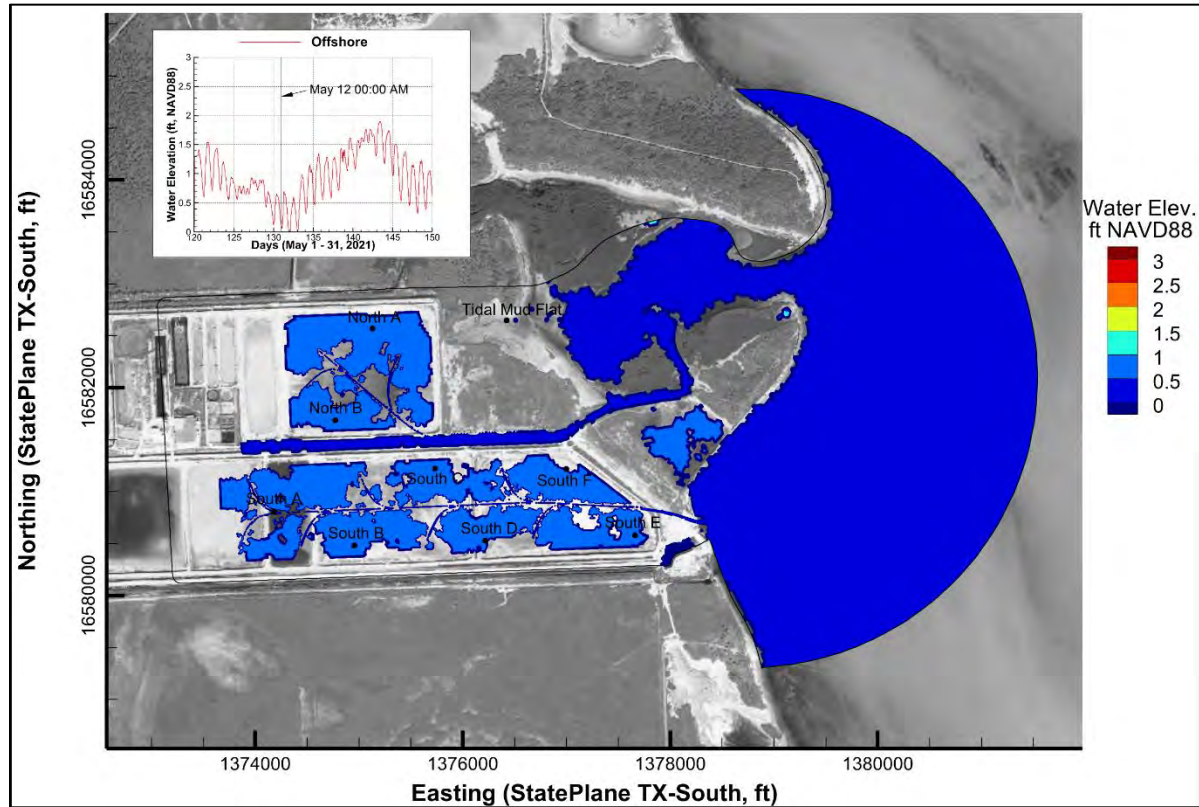 Offshore
May 12 00:00 AM
Water Elevation (ft, NAVD88)
3
2.5
2
1.5
1
0.5
0
120
125
130
135
140
145
150
Days (May 1 - 31, 2021)
Water Elev.
ft NAVD88
3
2.5
2
1.5
1
0.5
0
Tidal Mud Flat
North A
North B
South A
South B
South C
South D
South F
South E
Northing (StatePlane TX-South, ft)
16584000
16582000
16580000
1374000
1376000
1378000
1380000
Easting (StatePlane TX-South, ft)